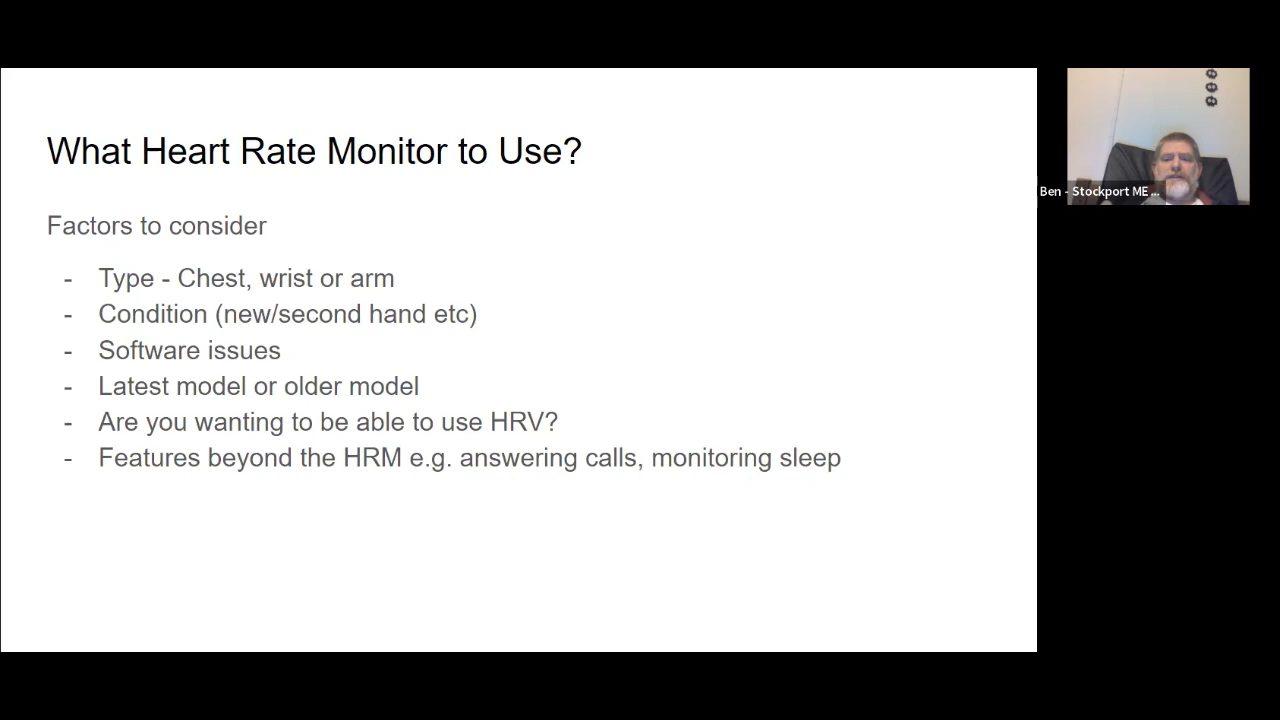 What Heart Rate Monitor to Use?
Factors to consider
- Type - Chest, wrist or arm
- Condition (new/second hand etc)
- Software issues
- Latest model or older model
- Are you wanting to be able to use HRV?
- Features beyond the HRM e.g. answering calls, monitoring sleep
Ben - Stockport ME ...